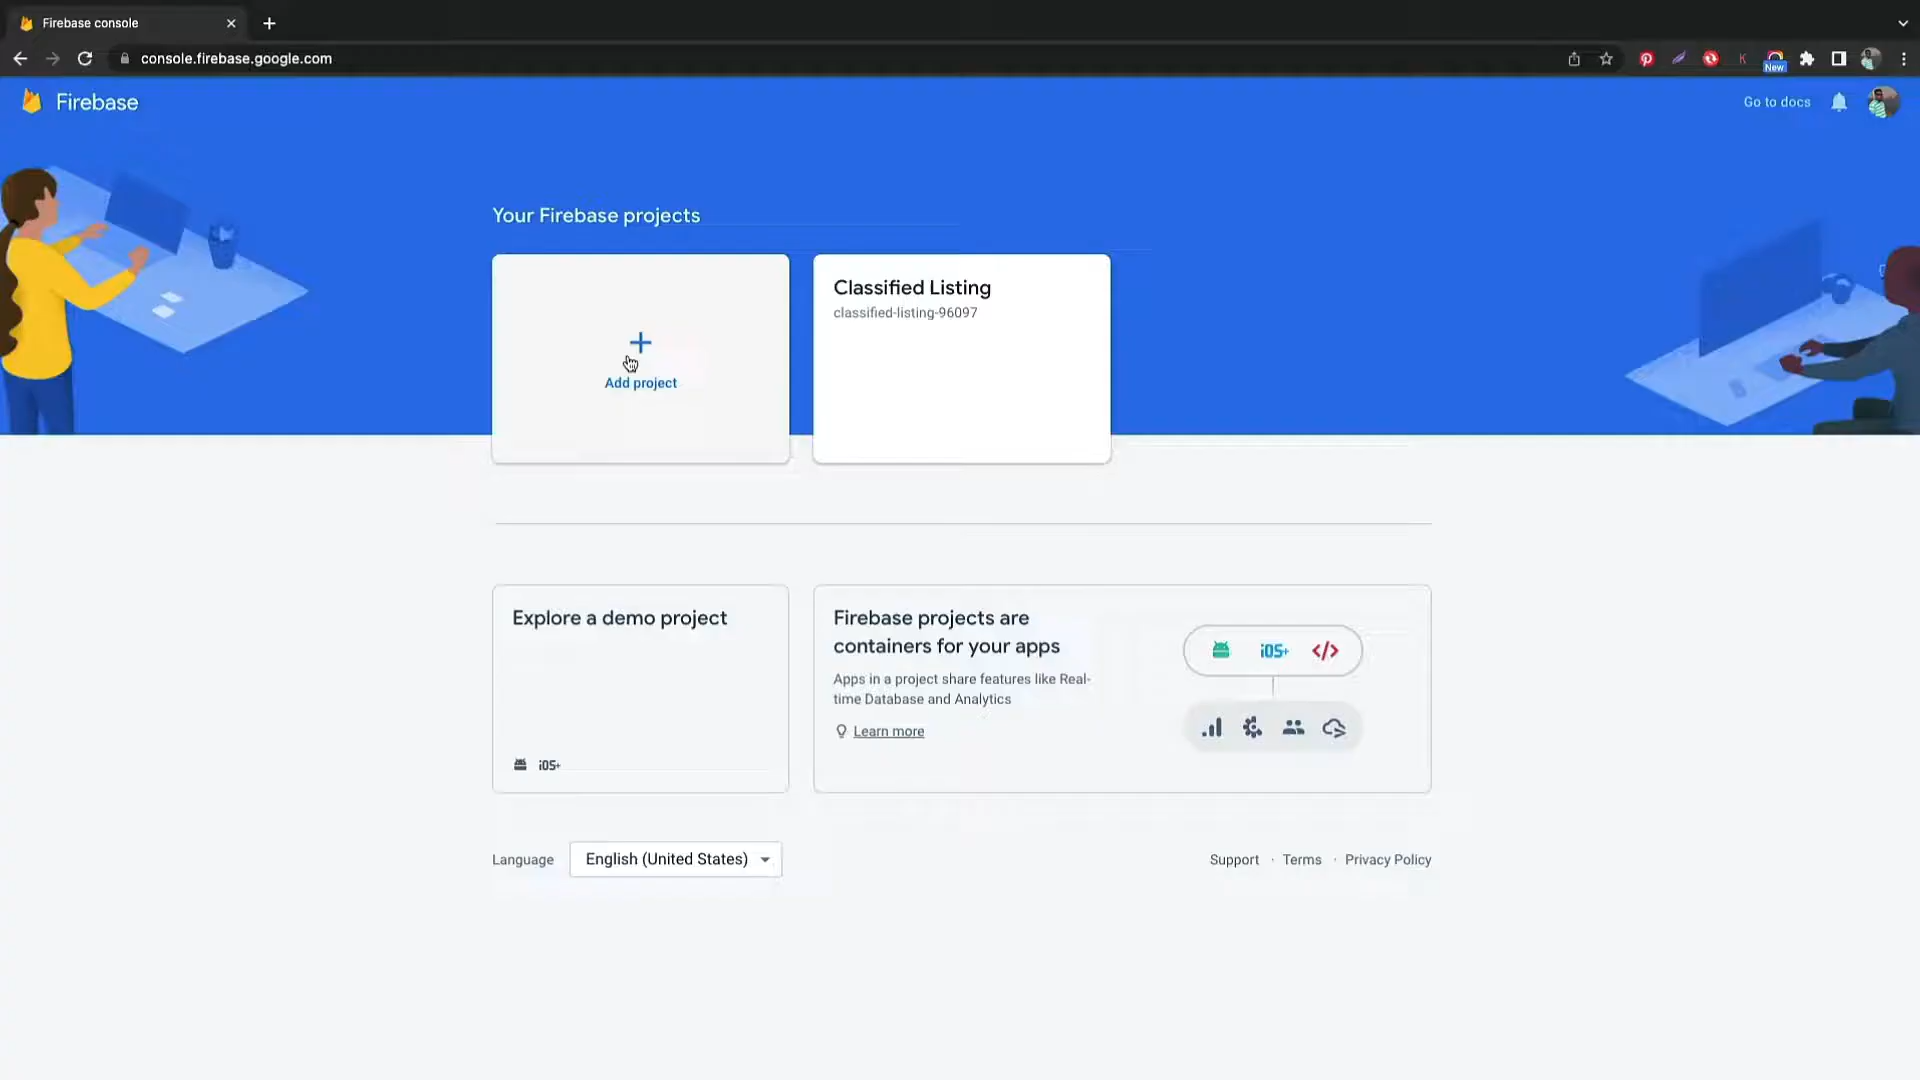 Firebase console
console.firebase.google.com
New
Firebase
Go to docs
Your Firebase projects
Add project
Classified Listing
classified-listing-96097
Explore a demo project
iOS+
Firebase projects are
containers for your apps
Apps in a project share features like Real-
time Database and Analytics
Learn more
iOS+
</>
Language
English (United States)
Support · Terms · Privacy Policy